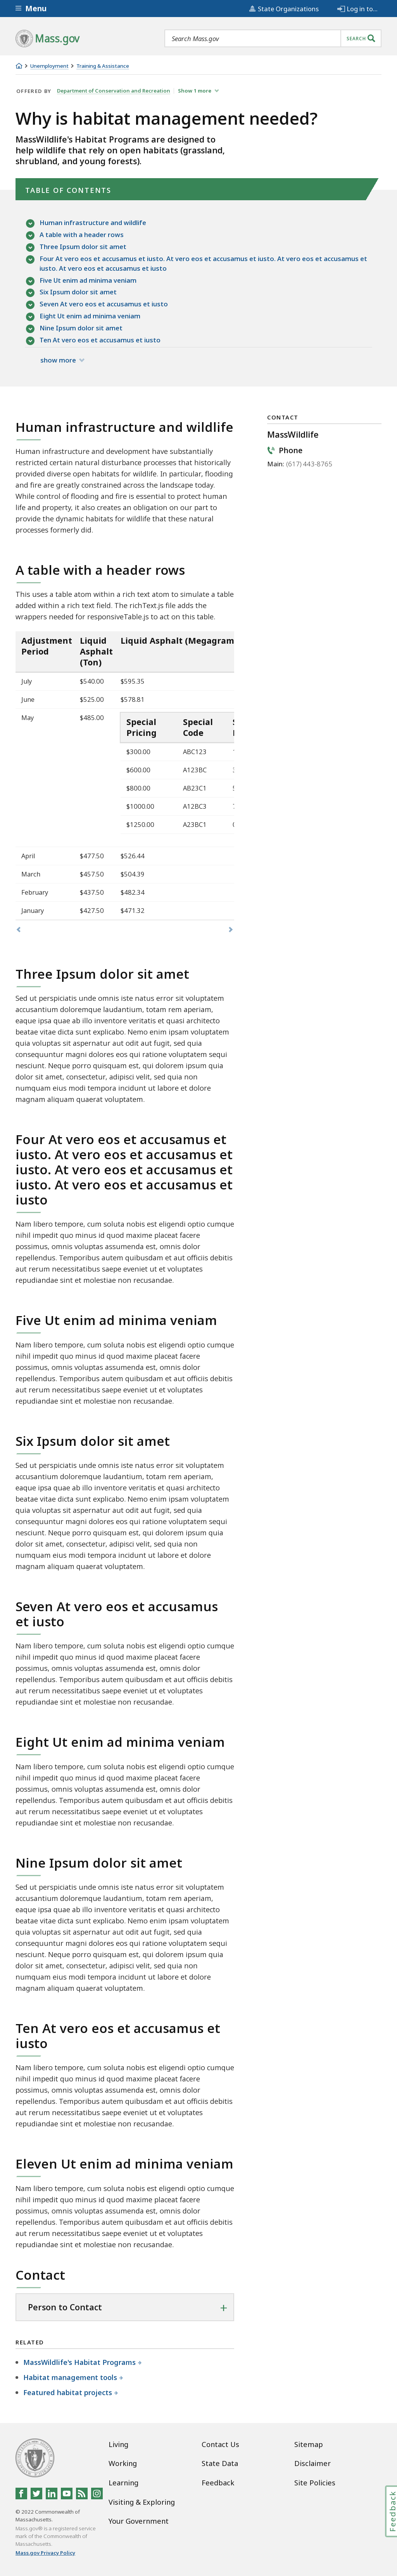 Menu
State Organizations
Log in to...
Mass.gov
Search Mass.gov
SEARCH
Unemployment
Training & Assistance
OFFERED BY Department of Conservation and Recreation Show 1 more
Why is habitat management needed?
MassWildlife's Habitat Programs are designed to
help wildlife that rely on open habitats (grassland,
shrubland, and young forests).
TABLE OF CONTENTS
Human infrastructure and wildlife
A table with a header rows
Three Ipsum dolor sit amet
Four At vero eos et accusamus et iusto. At vero eos et accusamus et iusto. At vero eos et accusamus et
iusto. At vero eos et accusamus et iusto
Five Ut enim ad minima veniam
Six Ipsum dolor sit amet
Seven At vero eos et accusamus et iusto
Eight Ut enim ad minima veniam
Nine Ipsum dolor sit amet
Ten At vero eos et accusamus et iusto
show more
Human infrastructure and wildlife
Human infrastructure and development have substantially
restricted certain natural disturbance processes that historically
provided diverse open habitats for wildlife. In particular, flooding
and fire are greatly constrained across the landscape today.
While control of flooding and fire is essential to protect human
life and property, it also creates an obligation on our part to
provide the dynamic habitats for wildlife that these natural
processes formerly did.
CONTACT
MassWildlife
Phone
Main: (617) 443-8765
A table with a header rows
This uses a table atom within a rich text atom to simulate a table
added within a rich text field. The richText.js file adds the
wrappers needed for responsiveTable.js to act on this table.
Adjustment Period
Liquid Asphalt (Ton)
Liquid Asphalt (Megagram
July $540.00 $595.35
June $525.00 $578.81
May $485.00
Special Pricing
Special Code
$300.00 ABC123
$600.00 A123BC
$800.00 AB23C1
$1000.00 A12BC3
$1250.00 A23BC1
April $477.50 $526.44
March $457.50 $504.39
February $437.50 $482.34
January $427.50 $471.32
Three Ipsum dolor sit amet
Sed ut perspiciatis unde omnis iste natus error sit voluptatem
accusantium doloremque laudantium, totam rem aperiam,
eaque ipsa quae ab illo inventore veritatis et quasi architecto
beatae vitae dicta sunt explicabo. Nemo enim ipsam voluptatem
quia voluptas sit aspernatur aut odit aut fugit, sed quia
consequuntur magni dolores eos qui ratione voluptatem sequi
nesciunt. Neque porro quisquam est, qui dolorem ipsum quia
dolor sit amet, consectetur, adipisci velit, sed quia non
numquam eius modi tempora incidunt ut labore et dolore
magnam aliquam quaerat voluptatem.
Four At vero eos et accusamus et
iusto. At vero eos et accusamus et
iusto. At vero eos et accusamus et
iusto. At vero eos et accusamus et
iusto
Nam libero tempore, cum soluta nobis est eligendi optio cumque
nihil impedit quo minus id quod maxime placeat facere
possimus, omnis voluptas assumenda est, omnis dolor
repellendus. Temporibus autem quibusdam et aut officiis debitis
aut rerum necessitatibus saepe eveniet ut et voluptates
repudiandae sint et molestiae non recusandae.
Five Ut enim ad minima veniam
Nam libero tempore, cum soluta nobis est eligendi optio cumque
nihil impedit quo minus id quod maxime placeat facere
possimus, omnis voluptas assumenda est, omnis dolor
repellendus. Temporibus autem quibusdam et aut officiis debitis
aut rerum necessitatibus saepe eveniet ut et voluptates
repudiandae sint et molestiae non recusandae.
Six Ipsum dolor sit amet
Sed ut perspiciatis unde omnis iste natus error sit voluptatem
accusantium doloremque laudantium, totam rem aperiam,
eaque ipsa quae ab illo inventore veritatis et quasi architecto
beatae vitae dicta sunt explicabo. Nemo enim ipsam voluptatem
quia voluptas sit aspernatur aut odit aut fugit, sed quia
consequuntur magni dolores eos qui ratione voluptatem sequi
nesciunt. Neque porro quisquam est, qui dolorem ipsum quia
dolor sit amet, consectetur, adipisci velit, sed quia non
numquam eius modi tempora incidunt ut labore et dolore
magnam aliquam quaerat voluptatem.
Seven At vero eos et accusamus
et iusto
Nam libero tempore, cum soluta nobis est eligendi optio cumque
nihil impedit quo minus id quod maxime placeat facere
possimus, omnis voluptas assumenda est, omnis dolor
repellendus. Temporibus autem quibusdam et aut officiis debitis
aut rerum necessitatibus saepe eveniet ut et voluptates
repudiandae sint et molestiae non recusandae.
Eight Ut enim ad minima veniam
Nam libero tempore, cum soluta nobis est eligendi optio cumque
nihil impedit quo minus id quod maxime placeat facere
possimus, omnis voluptas assumenda est, omnis dolor
repellendus. Temporibus autem quibusdam et aut officiis debitis
aut rerum necessitatibus saepe eveniet ut et voluptates
repudiandae sint et molestiae non recusandae.
Nine Ipsum dolor sit amet
Sed ut perspiciatis unde omnis iste natus error sit voluptatem
accusantium doloremque laudantium, totam rem aperiam,
eaque ipsa quae ab illo inventore veritatis et quasi architecto
beatae vitae dicta sunt explicabo. Nemo enim ipsam voluptatem
quia voluptas sit aspernatur aut odit aut fugit, sed quia
consequuntur magni dolores eos qui ratione voluptatem sequi
nesciunt. Neque porro quisquam est, qui dolorem ipsum quia
dolor sit amet, consectetur, adipisci velit, sed quia non
numquam eius modi tempora incidunt ut labore et dolore
magnam aliquam quaerat voluptatem.
Ten At vero eos et accusamus et
iusto
Nam libero tempore, cum soluta nobis est eligendi optio cumque
nihil impedit quo minus id quod maxime placeat facere
possimus, omnis voluptas assumenda est, omnis dolor
repellendus. Temporibus autem quibusdam et aut officiis debitis
aut rerum necessitatibus saepe eveniet ut et voluptates
repudiandae sint et molestiae non recusandae.
Eleven Ut enim ad minima veniam
Nam libero tempore, cum soluta nobis est eligendi optio cumque
nihil impedit quo minus id quod maxime placeat facere
possimus, omnis voluptas assumenda est, omnis dolor
repellendus. Temporibus autem quibusdam et aut officiis debitis
aut rerum necessitatibus saepe eveniet ut et voluptates
repudiandae sint et molestiae non recusandae.
Contact
Person to Contact
RELATED
MassWildlife's Habitat Programs
Habitat management tools
Featured habitat projects
Living
Working
Learning
Visiting & Exploring
Your Government
Contact Us
State Data
Feedback
Sitemap
Disclaimer
Site Policies
© 2022 Commonwealth of
Massachusetts.
Mass.gov® is a registered service
mark of the Commonwealth of
Massachusetts.
Mass.gov Privacy Policy
Feedback